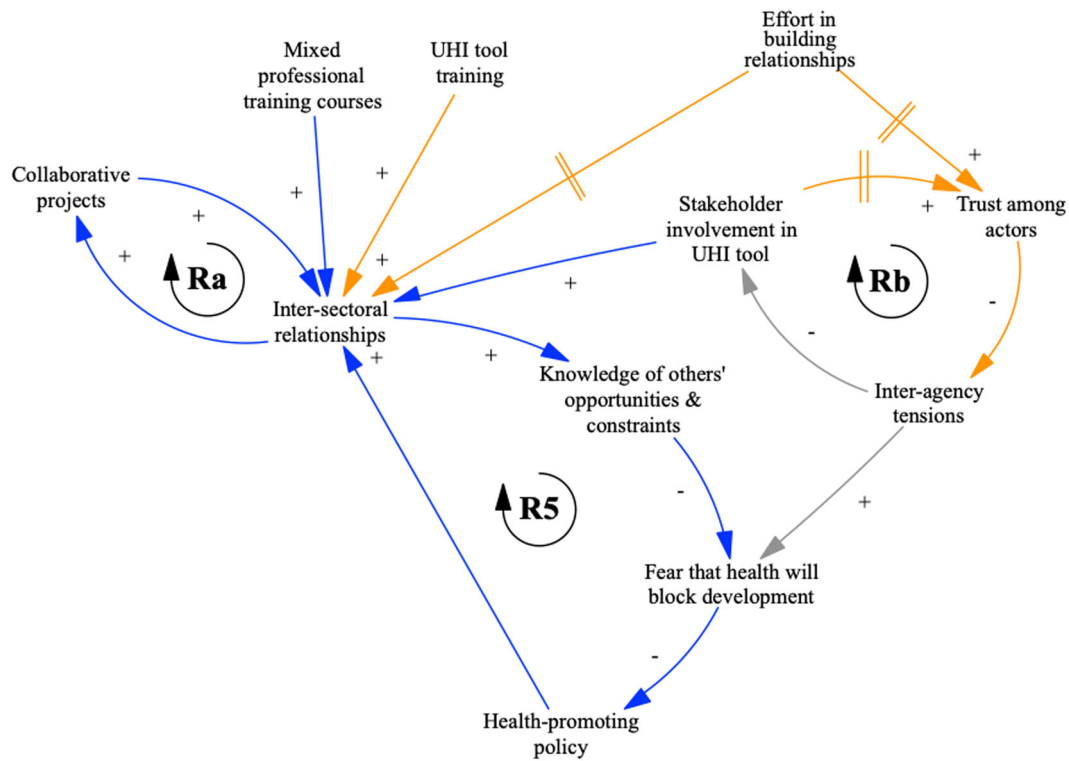 Effort in
building
relationships
Mixed
professional
training courses
UHI tool
training
+
+
+
Collaborative
projects
+
+
Ra
+
Stakeholder
involvement in
UHI tool
+
Trust among
actors
+
Rb
-
-
Inter-sectoral
relationships
+
+
Knowledge of others'
opportunities &
constraints
Inter-agency
tensions
-
R5
+
Fear that health will
block development
-
Health-promoting
policy